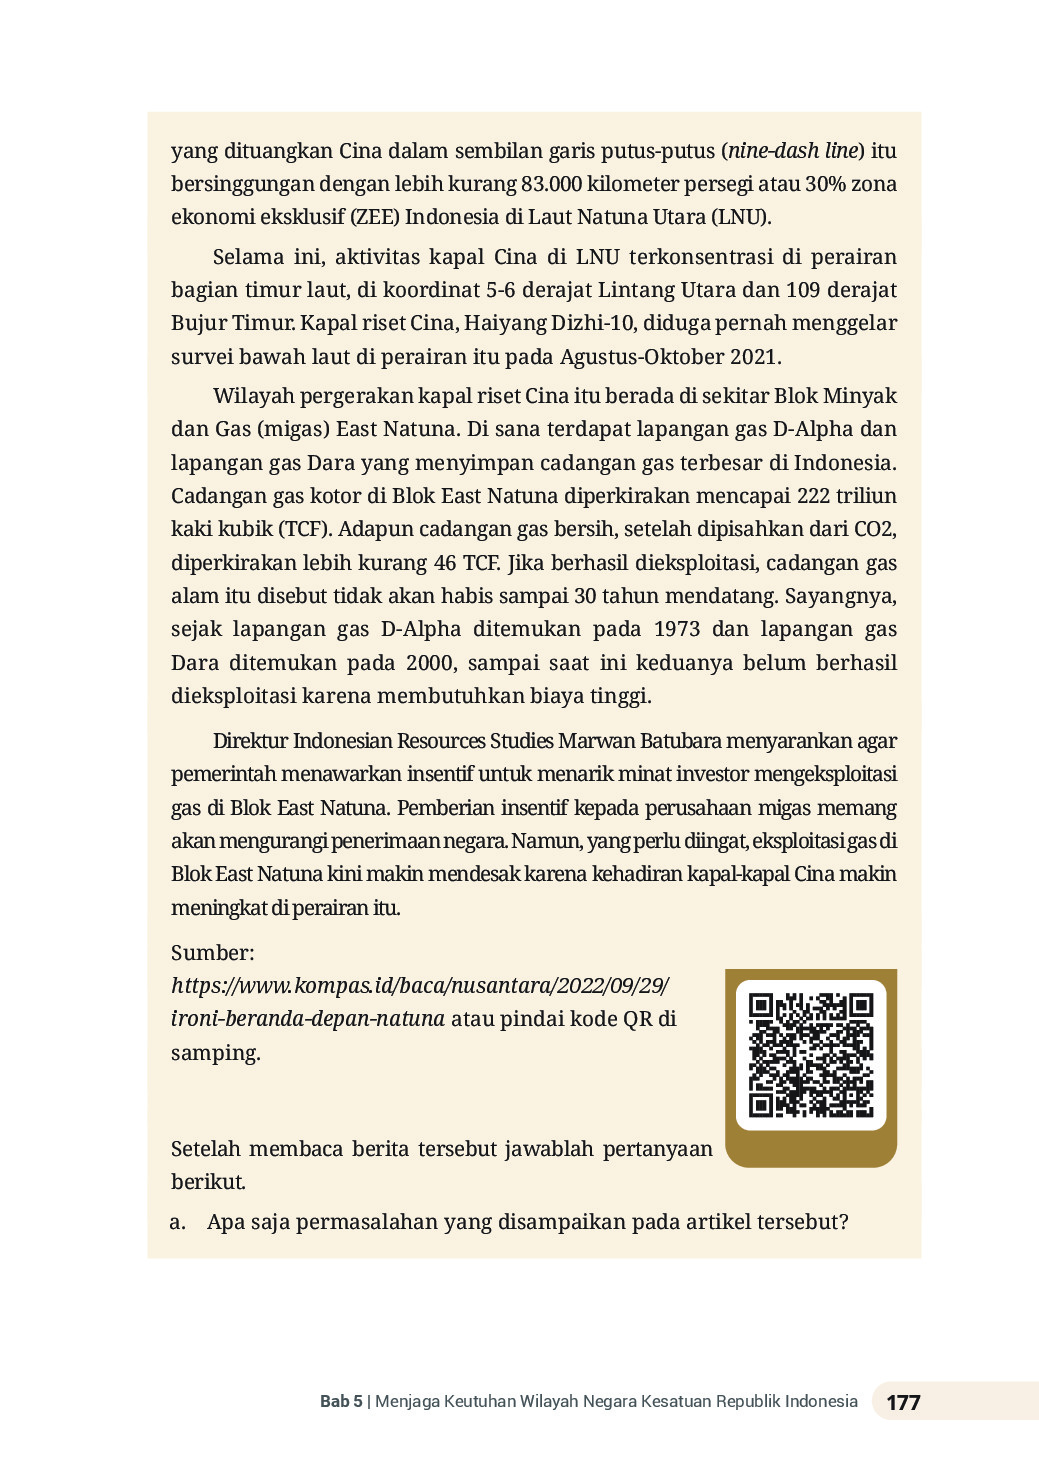 yang dituangkan Cina dalam sembilan garis putus-putus (nine-dash line) itu
bersinggungan dengan lebih kurang 83.000 kilometer persegi atau 30% zona
ekonomi eksklusif (ZEE) Indonesia di Laut Natuna Utara (LNU).
Selama ini, aktivitas kapal Cina di LNU terkonsentrasi di perairan
bagian timur laut, di koordinat 5-6 derajat Lintang Utara dan 109 derajat
Bujur Timur. Kapal riset Cina, Haiyang Dizhi-10, diduga pernah menggelar
survei bawah laut di perairan itu pada Agustus-Oktober 2021.
Wilayah pergerakan kapal riset Cina itu berada di sekitar Blok Minyak
dan Gas (migas) East Natuna. Di sana terdapat lapangan gas D-Alpha dan
lapangan gas Dara yang menyimpan cadangan gas terbesar di Indonesia.
Cadangan gas kotor di Blok East Natuna diperkirakan mencapai 222 triliun
kaki kubik (TCF). Adapun cadangan gas bersih, setelah dipisahkan dari CO2,
diperkirakan lebih kurang 46 TCF. Jika berhasil dieksploitasi, cadangan gas
alam itu disebut tidak akan habis sampai 30 tahun mendatang. Sayangnya,
sejak lapangan gas D-Alpha ditemukan pada 1973 dan lapangan gas
Dara ditemukan pada 2000, sampai saat ini keduanya belum berhasil
dieksploitasi karena membutuhkan biaya tinggi.
Direktur Indonesian Resources Studies Marwan Batubara menyarankan agar
pemerintah menawarkan insentif untuk menarik minat investor mengeksploitasi
gas di Blok East Natuna. Pemberian insentif kepada perusahaan migas memang
akan mengurangi penerimaan negara. Namun, yang perlu diingat, eksploitasi gas di
Blok East Natuna kini makin mendesak karena kehadiran kapal-kapal Cina makin
meningkat di perairan itu.
Sumber:
https://www.kompas.id/baca/nusantara/2022/09/29/
ironi-beranda-depan-natuna atau pindai kode QR di
samping.
Setelah membaca berita tersebut jawablah pertanyaan
berikut.
a. Apa saja permasalahan yang disampaikan pada artikel tersebut?
Bab 5 | Menjaga Keutuhan Wilayah Negara Kesatuan Republik Indonesia 177